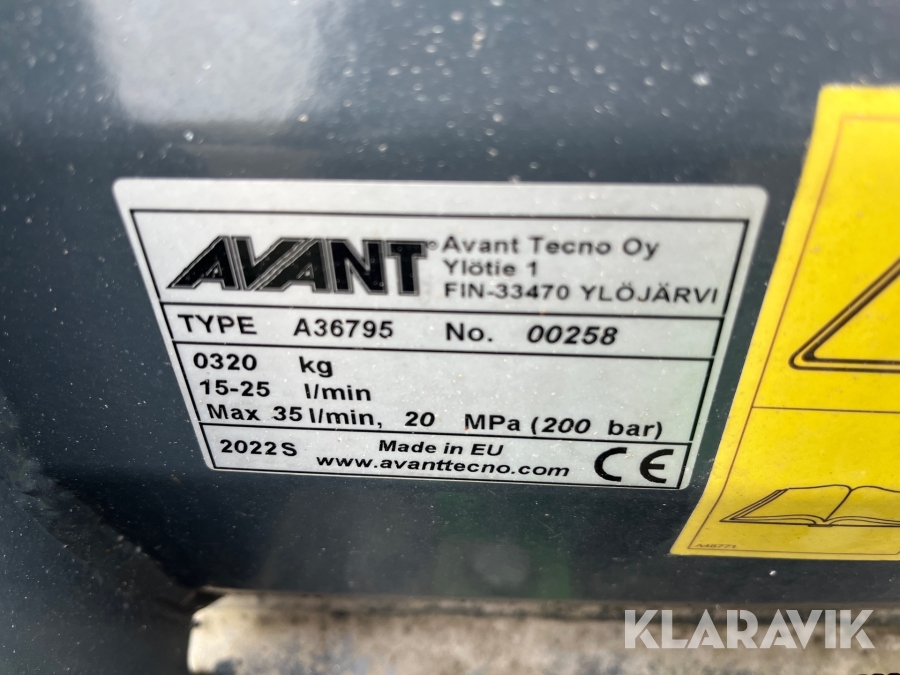 AVANT®
Avant Tecno Oy
Ylötie 1
FIN-33470 YLÖJÄRVI
TYPE A36795 No. 00258
0320 kg
15-25 l/min
Max 35 l/min, 20 MPa (200 bar)
2022S Made in EU
www.avanttecno.com CE
A46771
KLARAVIK